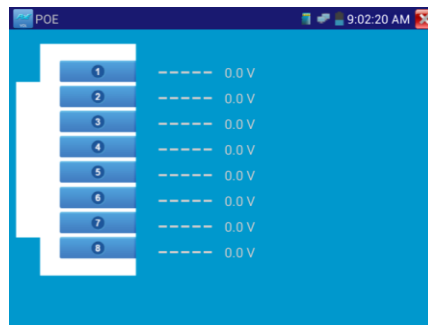 POE 9:02:20 AM
1 ----- 0.0 V
2 ----- 0.0 V
3 ----- 0.0 V
4 ----- 0.0 V
5 ----- 0.0 V
6 ----- 0.0 V
7 ----- 0.0 V
8 ----- 0.0 V